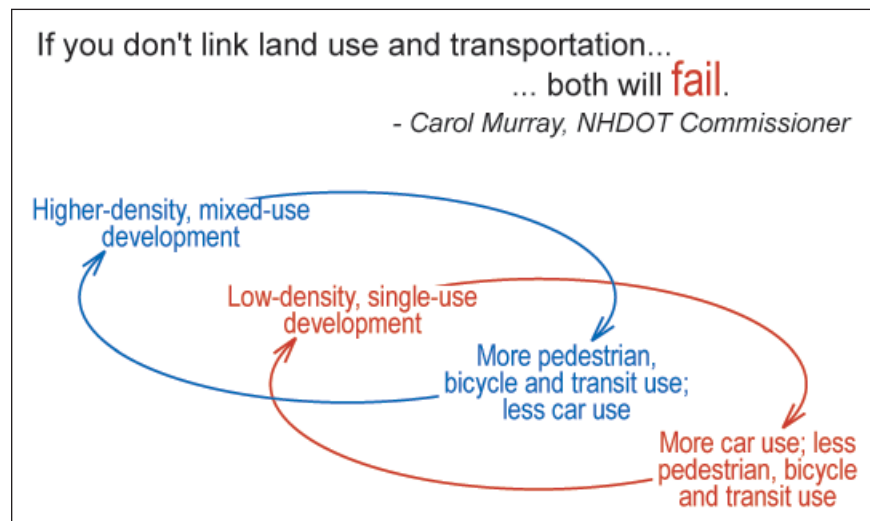 If you don't link land use and transportation...
... both will fail.
- Carol Murray, NHDOT Commissioner
Higher-density, mixed-use
development
Low-density, single-use
development
More pedestrian,
bicycle and transit use;
less car use
More car use; less
pedestrian, bicycle
and transit use